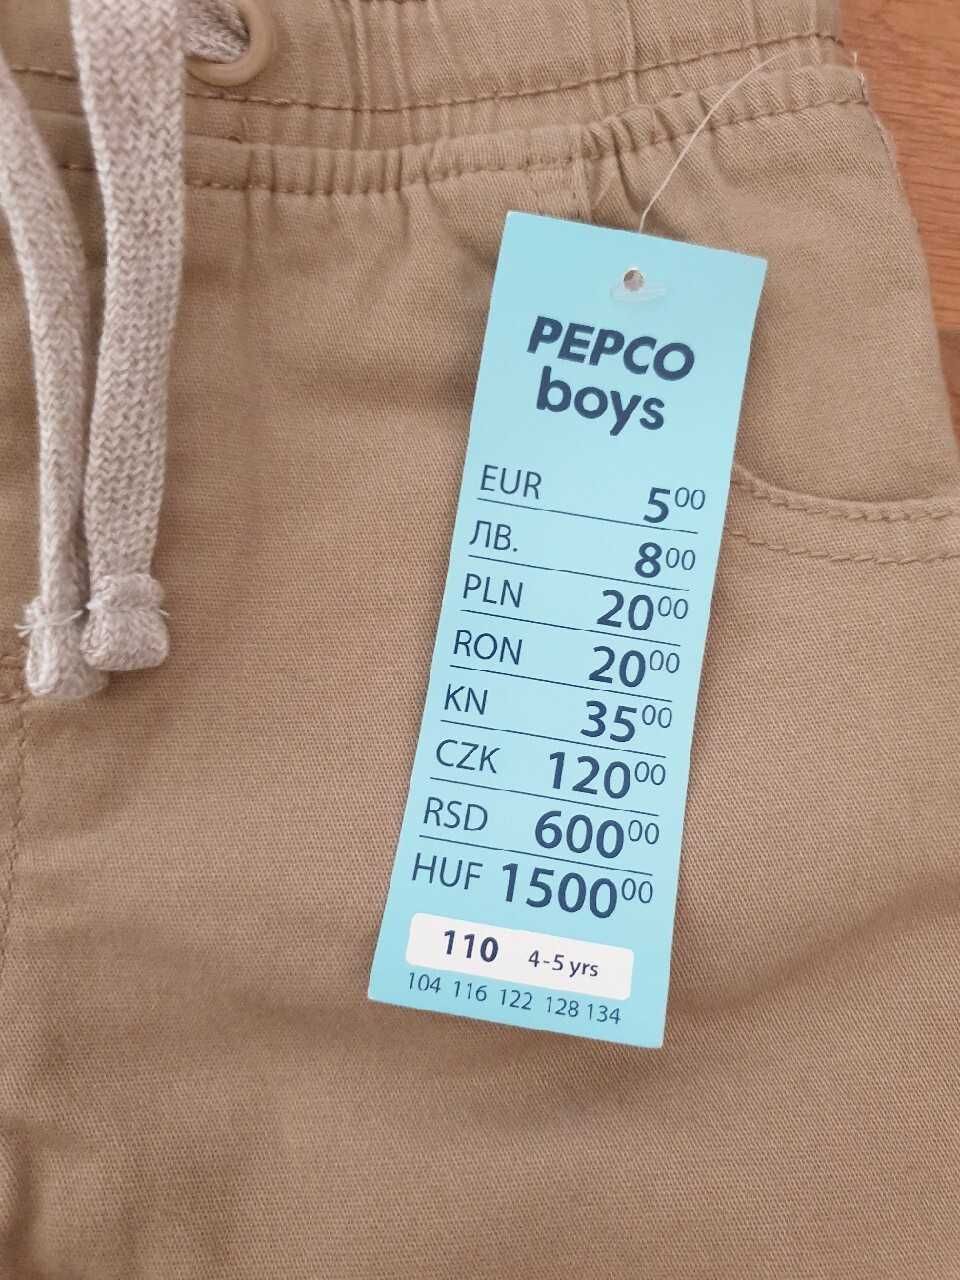 PEPCO
boys
EUR 5 00
ЛВ. 8 00
PLN 20 00
RON 20 00
KN 35 00
CZK 120 00
RSD 600 00
HUF 1500 00
110 4-5 yrs
104 116 122 128 134